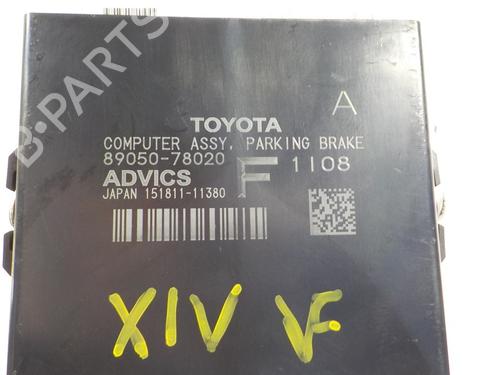 B-PARTS
A
TOYOTA
COMPUTER ASSY, PARKING BRAKE
89050-78020
F 1108
ADVICS
JAPAN 151811-11380
XIV VF